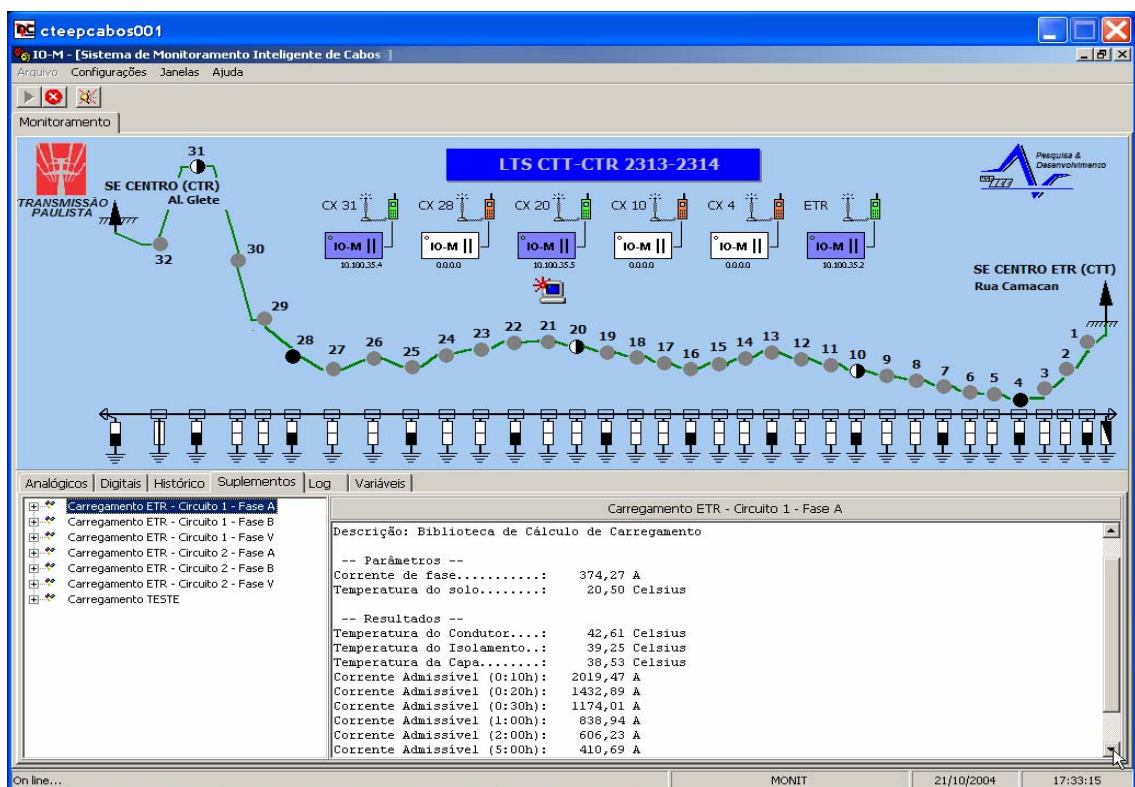 cteepcabos001
IO-M - [Sistema de Monitoramento Inteligente de Cabos ]
Arquivo Configurações Janelas Ajuda
Monitoramento
TRANSMISSÃO
PAULISTA
SE CENTRO (CTR)
Al. Glete
LTS CTT-CTR 2313-2314
Pesquisa &
Desenvolvimento
CX 31 CX 28 CX 20 CX 10 CX 4 ETR
IO-M IO-M IO-M IO-M IO-M IO-M
10.100.35.4 0.0.0.0 10.100.35.5 0.0.0.0 0.0.0.0 10.100.35.2
SE CENTRO ETR (CTT)
Rua Camacan
32 31 30 29 28 27 26 25 24 23 22 21 20 19 18 17 16 15 14 13 12 11 10 9 8 7 6 5 4 3 2 1
Analógicos Digitais Histórico Suplementos Log Variáveis
Carregamento ETR - Circuito 1 - Fase A
Carregamento ETR - Circuito 1 - Fase B
Carregamento ETR - Circuito 1 - Fase V
Carregamento ETR - Circuito 2 - Fase A
Carregamento ETR - Circuito 2 - Fase B
Carregamento ETR - Circuito 2 - Fase V
Carregamento TESTE
Carregamento ETR - Circuito 1 - Fase A
Descrição: Biblioteca de Cálculo de Carregamento
-- Parâmetros --
Corrente de fase...........: 374,27 A
Temperatura do solo........: 20,50 Celsius
-- Resultados --
Temperatura do Condutor....: 42,61 Celsius
Temperatura do Isolamento..: 39,25 Celsius
Temperatura da Capa........: 38,53 Celsius
Corrente Admissível (0:10h): 2019,47 A
Corrente Admissível (0:20h): 1432,89 A
Corrente Admissível (0:30h): 1174,01 A
Corrente Admissível (1:00h): 838,94 A
Corrente Admissível (2:00h): 606,23 A
Corrente Admissível (5:00h): 410,69 A
On line... MONIT 21/10/2004 17:33:15